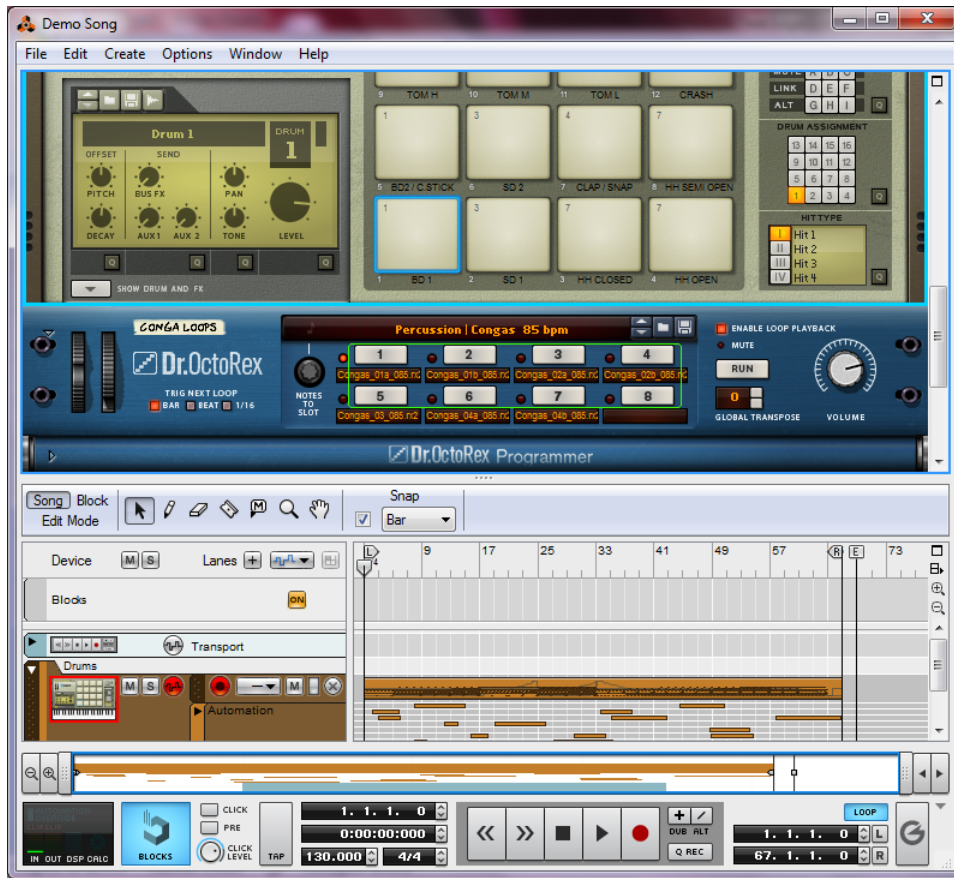 Demo Song
File Edit Create Options Window Help
9 TOM H 10 TOM M 11 TOM L 12 CRASH
MUTE A B C
LINK D E F
ALT G H I Q
Drum 1
DRUM
1
OFFSET SEND
PITCH BUS FX PAN
DECAY AUX 1 AUX 2 TONE LEVEL
Q Q Q Q
SHOW DRUM AND FX
1 3 4 7
5 BD2 / C.STICK 6 SD 2 7 CLAP / SNAP 8 HH SEMI OPEN
1 3 7 7
1 BD 1 2 SD 1 3 HH CLOSED 4 HH OPEN
DRUM ASSIGNMENT
13 14 15 16
9 10 11 12
5 6 7 8
1 2 3 4 Q
HIT TYPE
I Hit 1
II Hit 2
III Hit 3
IV Hit 4 Q
CONGA LOOPS
Dr.OctoRex
TRIG NEXT LOOP
BAR BEAT 1/16
NOTES
TO
SLOT
Percussion | Congas 85 bpm
1 2 3 4
Congas_01a_085.rx2 Congas_01b_085.rx2 Congas_02a_085.rx2 Congas_02b_085.rx2
5 6 7 8
Congas_03_085.rx2 Congas_04a_085.rx2 Congas_04b_085.rx2
ENABLE LOOP PLAYBACK
MUTE
RUN
0
GLOBAL TRANSPOSE VOLUME
Dr.OctoRex Programmer
Song Block
Edit Mode
M
Snap
Bar
Device M S Lanes
L 9 17 25 33 41 49 57 R E 73
4
Blocks ON
Transport
Drums
M S M
Automation
IN OUT DSP CALC
BLOCKS
CLICK
PRE
CLICK
LEVEL
TAP
1. 1. 1. 0
0:00:00:000
130.000 4/4
DUB ALT
Q REC
LOOP
1. 1. 1. 0 L
67. 1. 1. 0 R